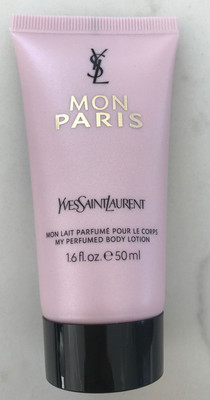 YSL
MON
PARIS
YVESSAINTLAURENT
MON LAIT PARFUMÉ POUR LE CORPS
MY PERFUMED BODY LOTION
1.6 fl.oz. ℮ 50 ml